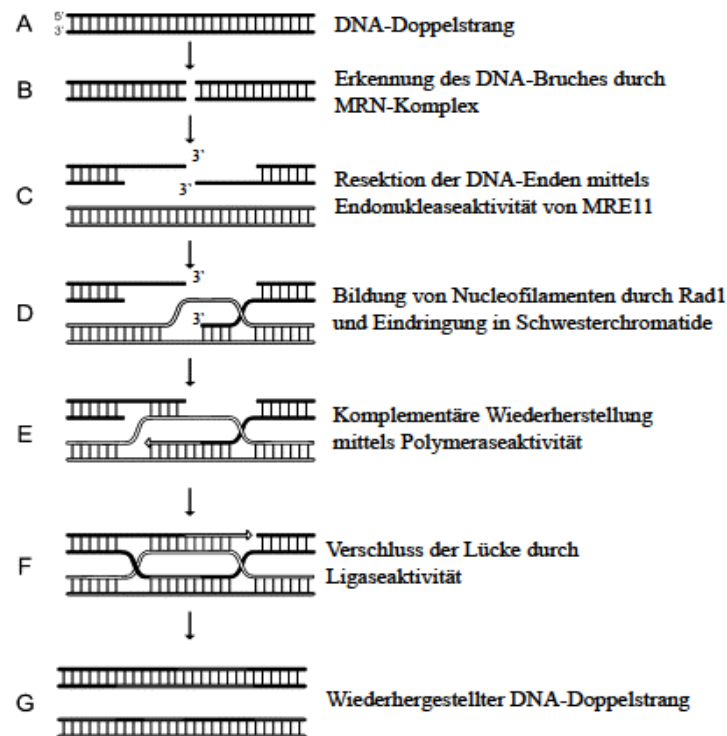 A 5' DNA-Doppelstrang
3'
B Erkennung des DNA-Bruches durch
MRN-Komplex
3`
C 3` Resektion der DNA-Enden mittels
Endonukleaseaktivität von MRE11
3`
D Bildung von Nucleofilamenten durch Rad1
3` und Eindringung in Schwesterchromatide
E Komplementäre Wiederherstellung
mittels Polymeraseaktivität
F Verschluss der Lücke durch
Ligaseaktivität
G Wiederhergestellter DNA-Doppelstrang